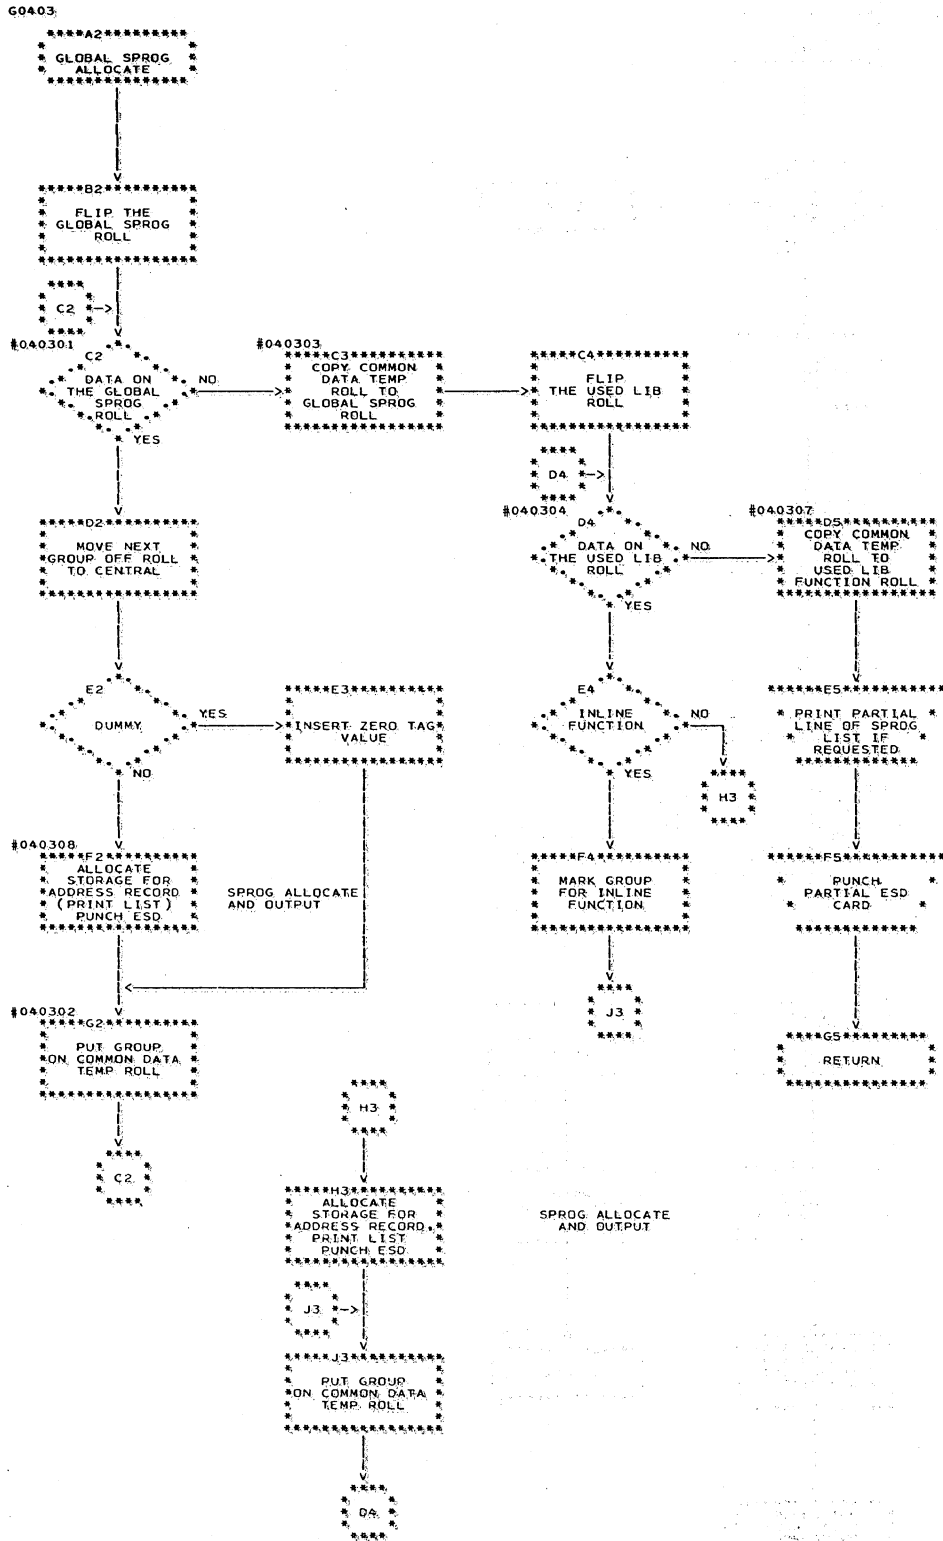 G0403
A2
GLOBAL SPROG
ALLOCATE
B2
FLIP THE
GLOBAL SPROG
ROLL
C2
#040301
C2
DATA ON
THE GLOBAL
SPROG
ROLL
NO
YES
#040303
C3
COPY COMMON
DATA TEMP
ROLL TO
GLOBAL SPROG
ROLL
C4
FLIP
THE USED LIB
ROLL
D4
#040304
D4
DATA ON
THE USED LIB
ROLL
NO
YES
#040307
D5
COPY COMMON
DATA TEMP
ROLL TO
USED LIB
FUNCTION ROLL
D2
MOVE NEXT
GROUP OFF ROLL
TO CENTRAL
E2
DUMMY
YES
NO
E3
INSERT ZERO TAG
VALUE
E4
INLINE
FUNCTION
NO
YES
H3
E5
PRINT PARTIAL
LINE OF SPROG
LIST IF
REQUESTED
#040308
F2
ALLOCATE
STORAGE FOR
ADDRESS RECORD
(PRINT LIST)
PUNCH ESD
SPROG ALLOCATE
AND OUTPUT
F4
MARK GROUP
FOR INLINE
FUNCTION
J3
F5
PUNCH
PARTIAL ESD
CARD
#040302
G2
PUT GROUP
ON COMMON DATA
TEMP ROLL
C2
G5
RETURN
H3
H3
ALLOCATE
STORAGE FOR
ADDRESS RECORD,
PRINT LIST
PUNCH ESD
SPROG ALLOCATE
AND OUTPUT
J3
J3
PUT GROUP
ON COMMON DATA
TEMP ROLL
D4